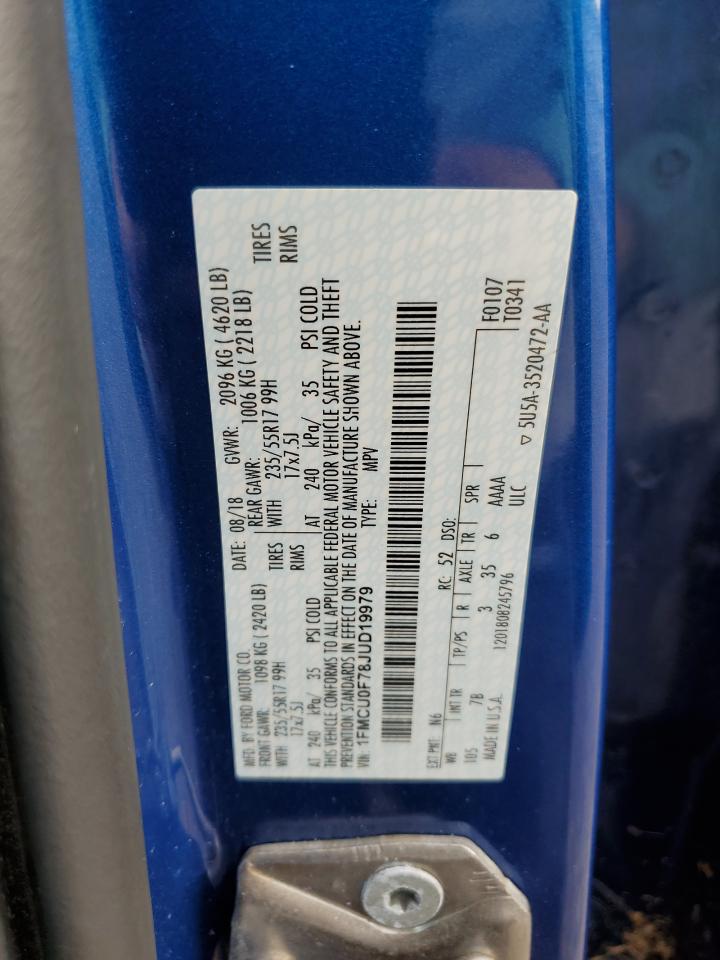 MFD. BY FORD MOTOR CO.
DATE: 08/18 GVWR: 2096 KG ( 4620 LB)
FRONT GAWR: 1098 KG ( 2420 LB) REAR GAWR: 1006 KG ( 2218 LB)
WITH 235/55R17 99H TIRES WITH 235/55R17 99H TIRES
17x7.5J RIMS 17x7.5J RIMS
AT 240 kPa/ 35 PSI COLD AT 240 kPa/ 35 PSI COLD
THIS VEHICLE CONFORMS TO ALL APPLICABLE FEDERAL MOTOR VEHICLE SAFETY AND THEFT
PREVENTION STANDARDS IN EFFECT ON THE DATE OF MANUFACTURE SHOWN ABOVE.
VIN: 1FMCU0F78JUD19979 TYPE: MPV
EXT PNT: N6 RC: 52 DSO: F0107
T0341
WB INT TR TP/PS R AXLE TR SPR
105 7B 3 35 6 AAAA
MADE IN U.S.A. 1201808245796 ULC
▽ 5U5A-3520472-AA